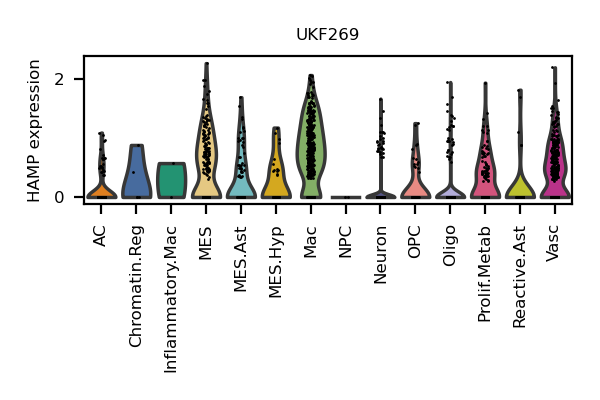 UKF269
HAMP expression
2
0
AC
Chromatin.Reg
Inflammatory.Mac
MES
MES.Ast
MES.Hyp
Mac
NPC
Neuron
OPC
Oligo
Prolif.Metab
Reactive.Ast
Vasc